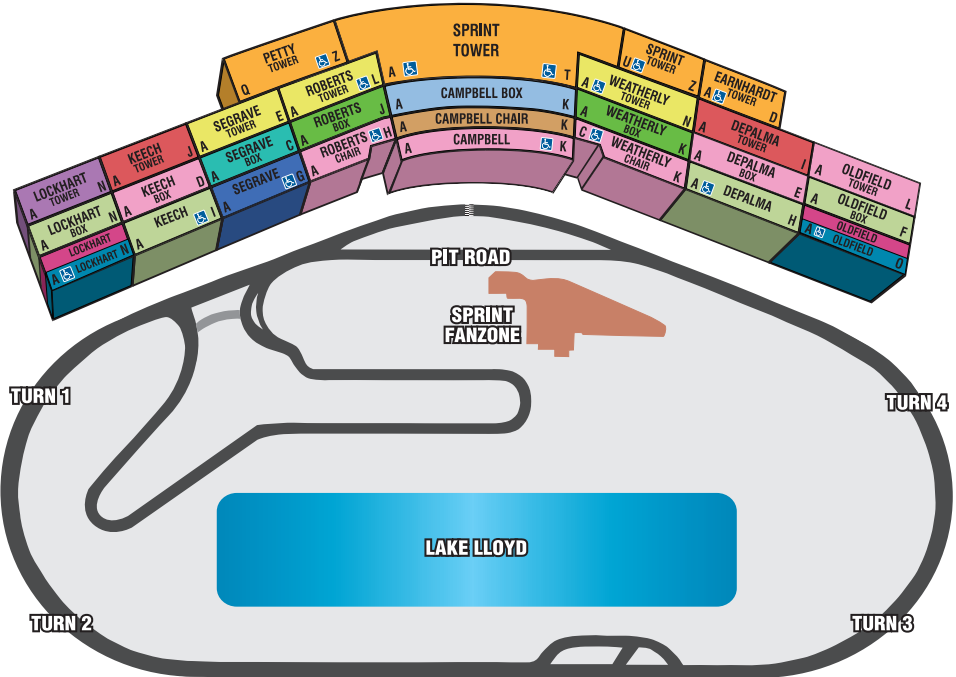 PETTY
TOWER
Q
Z
SPRINT
TOWER
A
T
SPRINT
TOWER
U
Z
EARNHARDT
TOWER
A
D
LOCKHART
TOWER
A
N
KEECH
TOWER
A
J
SEGRAVE
TOWER
A
E
ROBERTS
TOWER
A
L
CAMPBELL BOX
A
K
WEATHERLY
TOWER
A
N
DEPALMA
TOWER
A
I
OLDFIELD
TOWER
A
L
LOCKHART
BOX
A
N
KEECH
BOX
A
D
SEGRAVE
BOX
A
C
ROBERTS
BOX
A
J
CAMPBELL CHAIR
A
K
WEATHERLY
BOX
A
K
DEPALMA
BOX
A
E
OLDFIELD
BOX
A
F
LOCKHART
A
LOCKHART
N
KEECH
A
I
SEGRAVE
A
G
ROBERTS
CHAIR
A
H
CAMPBELL
A
K
WEATHERLY
CHAIR
C
K
DEPALMA
A
H
OLDFIELD
A
OLDFIELD
O
PIT ROAD
SPRINT
FANZONE
TURN 1
TURN 4
LAKE LLOYD
TURN 2
TURN 3